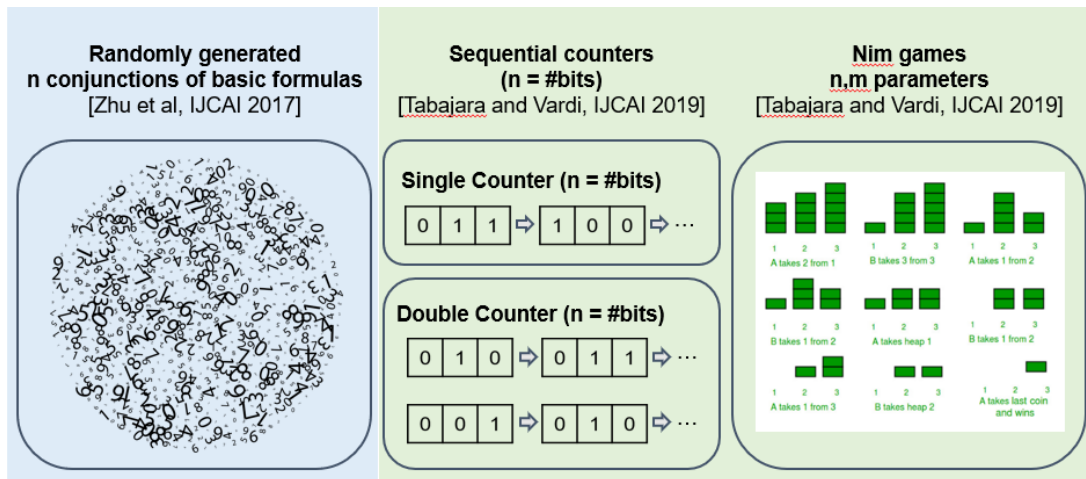 Randomly generated
n conjunctions of basic formulas
[Zhu et al, IJCAI 2017]
Sequential counters
(n = #bits)
[Tabajara and Vardi, IJCAI 2019]
Single Counter (n = #bits)
0 1 1 1 0 0 ...
Double Counter (n = #bits)
0 1 0 0 1 1 ...
0 0 1 0 1 0 ...
Nim games
n,m parameters
[Tabajara and Vardi, IJCAI 2019]
1 2 3 1 2 3 1 2 3
A takes 2 from 1 B takes 3 from 3 A takes 1 from 2
1 2 3 1 2 3 1 2 3
B takes 1 from 2 A takes heap 1 B takes 1 from 2
1 2 3 1 2 3 1 2 3
A takes 1 from 3 B takes heap 2 A takes last coin
and wins